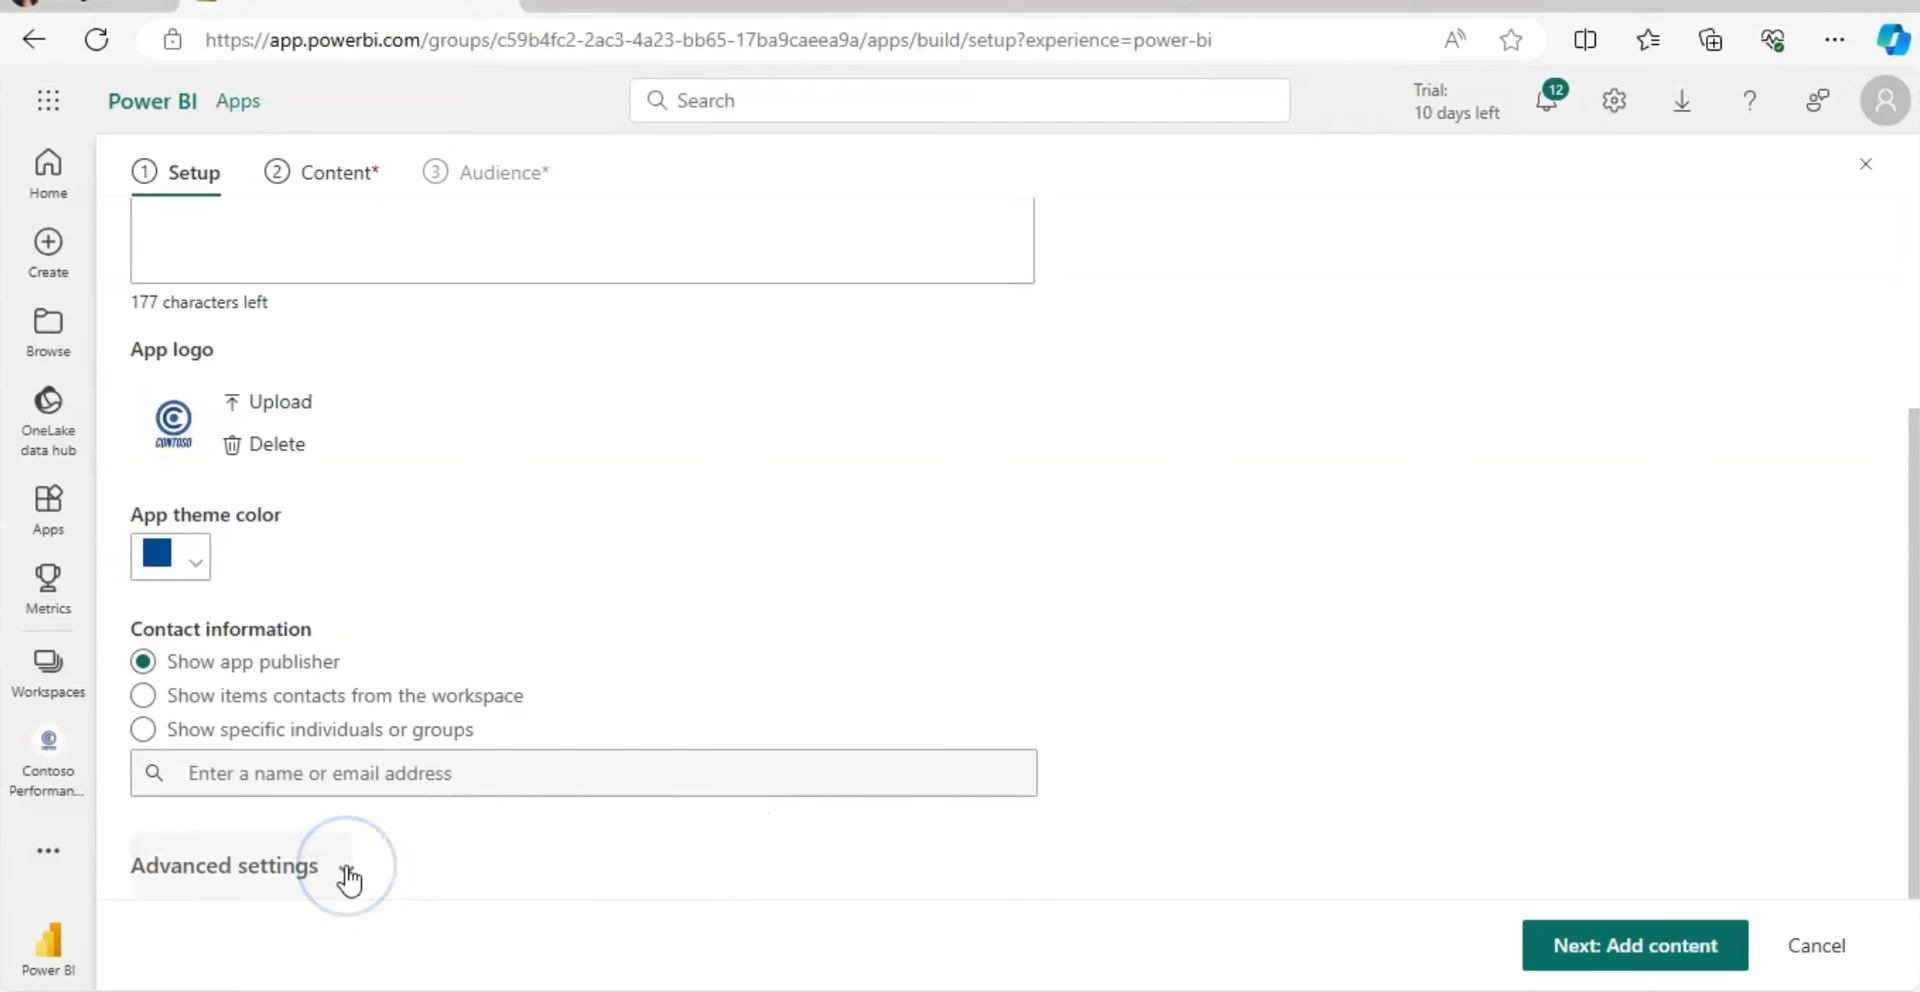 https://app.powerbi.com/groups/c59b4fc2-2ac3-4a23-bb65-17ba9caeea9a/apps/build/setup?experience=power-bi
Power BI Apps
Search
Trial:
10 days left
12
Home
Create
Browse
OneLake
data hub
Apps
Metrics
Workspaces
Contoso
Performan...
Power BI
1 Setup
2 Content*
3 Audience*
177 characters left
App logo
CONTOSO
Upload
Delete
App theme color
Contact information
Show app publisher
Show items contacts from the workspace
Show specific individuals or groups
Enter a name or email address
Advanced settings
Next: Add content
Cancel